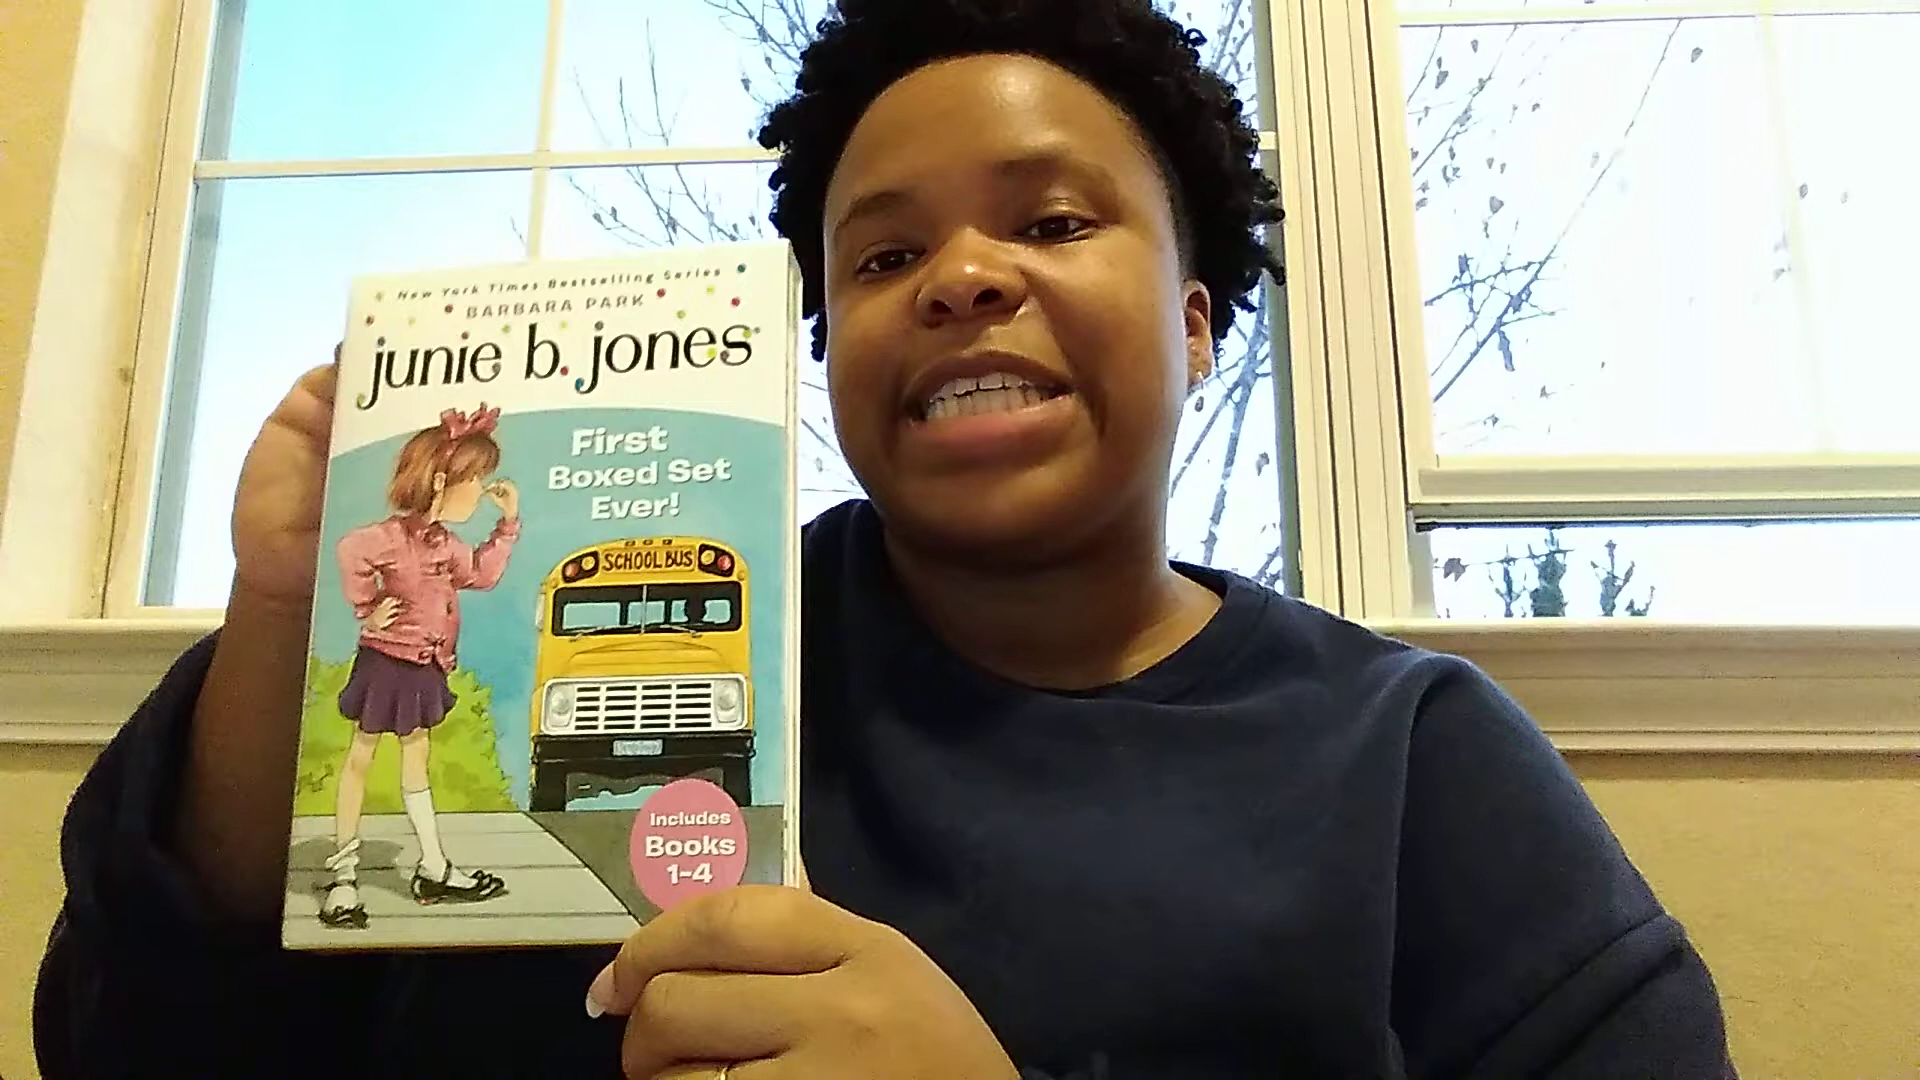 New York Times Bestselling Series
BARBARA PARK
junie b. jones
First
Boxed Set
Ever!
SCHOOL BUS
Includes
Books
1-4